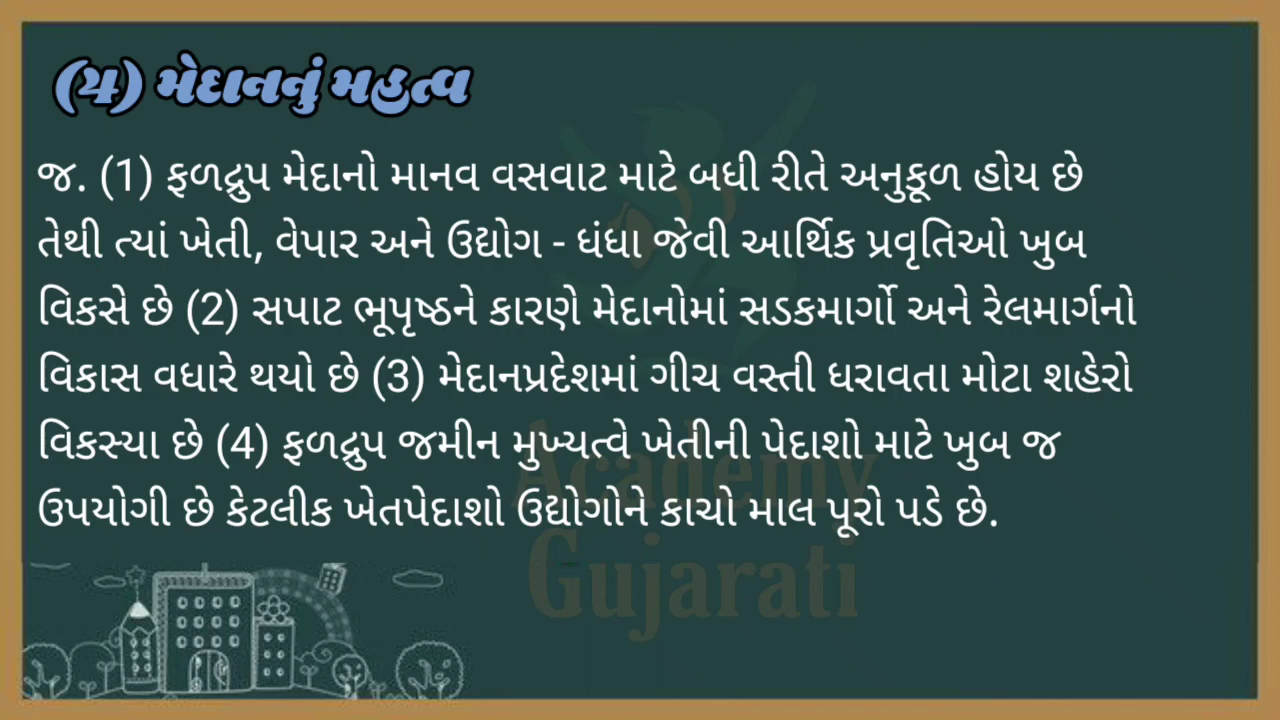 (૫) મેદાનનું મહત્વ
જ. (1) ફળદ્રુપ મેદાનો માનવ વસવાટ માટે બધી રીતે અનુકૂળ હોય છે
તેથી ત્યાં ખેતી, વેપાર અને ઉદ્યોગ - ધંધા જેવી આર્થિક પ્રવૃતિઓ ખુબ
વિકસે છે (2) સપાટ ભૂપૃષ્ઠને કારણે મેદાનોમાં સડકમાર્ગો અને રેલમાર્ગનો
વિકાસ વધારે થયો છે (3) મેદાનપ્રદેશમાં ગીચ વસ્તી ધરાવતા મોટા શહેરો
વિકસ્યા છે (4) ફળદ્રુપ જમીન મુખ્યત્વે ખેતીની પેદાશો માટે ખુબ જ
ઉપયોગી છે કેટલીક ખેતપેદાશો ઉદ્યોગોને કાચો માલ પૂરો પડે છે.
Academy
Gujarati